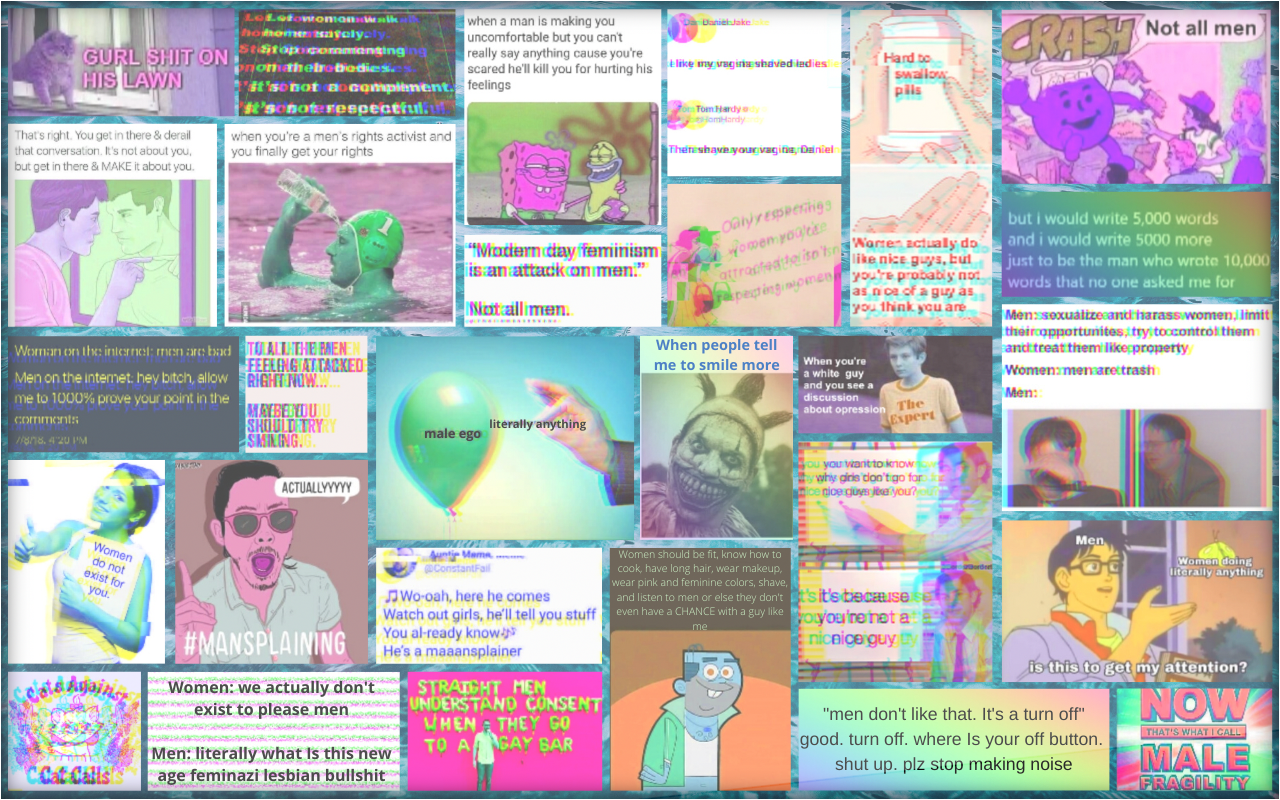 GURL SHIT ON
HIS LAWN
Let women walk
home safely.
Stop commenting
on their bodies.
It's not a compliment.
It's not respectful.
when a man is making you
uncomfortable but you can't
really say anything cause you're
scared he'll kill you for hurting his
feelings
Daniel Jake
I like my vaginas shaved ladies.
Tom Hardy
Then shave your vagina, Daniel
Hard to
swallow
pills
Women actually do
like nice guys, but
you're probably not
as nice of a guy as
you think you are
CRASH
Not all men
That's right. You get in there & derail
that conversation. It's not about you,
but get in there & MAKE it about you.
when you're a men's rights activist and
you finally get your rights
1
"Modern day feminism
is an attack on men."
Not all men.
Only respecting
women you're
attracted to isn't
respecting women
but i would write 5,000 words
and i would write 5000 more
just to be the man who wrote 10,000
words that no one asked me for
Woman on the internet: men are bad
Men on the internet: hey bitch, allow
me to 1000% prove your point in the
comments
7/8/18, 4:20 PM
TO ALL THE MEN
FEELING ATTACKED
RIGHT NOW...
MAYBE YOU
SHOULD TRY
SMILING.
male ego
literally anything
When people tell
me to smile more
When you're
a white guy
and you see a
discussion
about opression
The
Expert
Men: sexualize and harass women, limit
their opportunites, try to control them
and treat them like property
Women: men are trash
Men:
Women
do not
exist for
you.
ACTUALLYYYY
#MANSPLAINING
Auntie Mame.
@ConstantFail
🎵Wo-oah, here he comes
Watch out girls, he'll tell you stuff
You al-ready know🎶
He's a maaansplainer
Women should be fit, know how to
cook, have long hair, wear makeup,
wear pink and feminine colors, shave,
and listen to men or else they don't
even have a CHANCE with a guy like
me
you want to know
why girls don't go for
nice guys like you?
it's because
you're not a
nice guy
Men
Women doing
literally anything
is this to get my attention?
Cats Against
Cat Calls
Women: we actually don't
exist to please men
Men: literally what Is this new
age feminazi lesbian bullshit
STRAIGHT MEN
UNDERSTAND CONSENT
WHEN THEY GO
TO A GAY BAR
"men don't like that. It's a turn off"
good. turn off. where Is your off button.
shut up. plz stop making noise
NOW
THAT'S WHAT I CALL
MALE
FRAGILITY